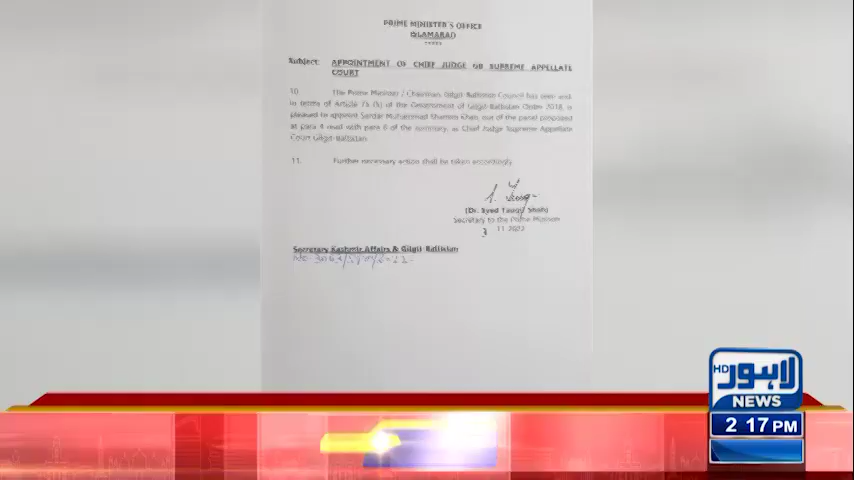 PRIME MINISTER'S OFFICE
ISLAMABAD
Subject: APPOINTMENT OF CHIEF JUDGE OR SUPREME APPELLATE
COURT
10. The Prime Minister / Chairman, Gilgit-Baltistan Council has seen and
in terms of Article 75 (5) of the Government of Gilgit-Baltistan Order 2018, is
pleased to appoint Sardar Muhammad Shamim Khan, out of the panel proposed
at para 4 read with para 6 of the summary, as Chief Judge Supreme Appellate
Court Gilgit-Baltistan.
11. Further necessary action shall be taken accordingly.
(Dr. Syed Tauqir Shah)
Secretary to the Prime Minister
3 11 2022
Secretary Kashmir Affairs & Gilgit-Baltistan
لاہور HD
NEWS
2 17 PM